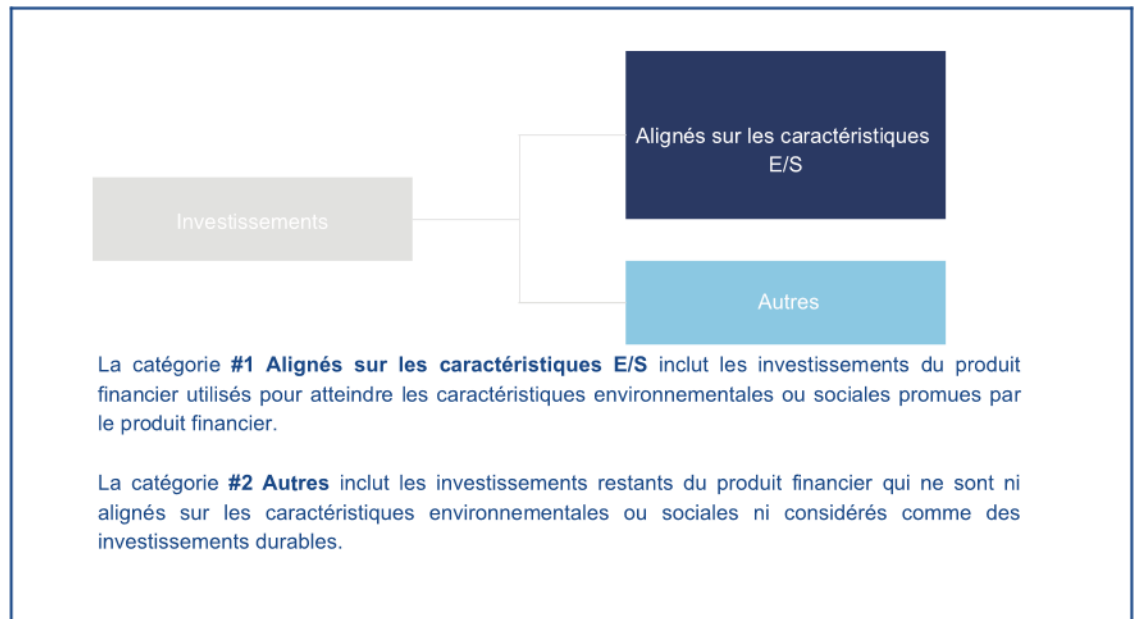 Alignés sur les caractéristiques
E/S
Investissements
Autres
La catégorie #1 Alignés sur les caractéristiques E/S inclut les investissements du produit
financier utilisés pour atteindre les caractéristiques environnementales ou sociales promues par
le produit financier.
La catégorie #2 Autres inclut les investissements restants du produit financier qui ne sont ni
alignés sur les caractéristiques environnementales ou sociales ni considérés comme des
investissements durables.